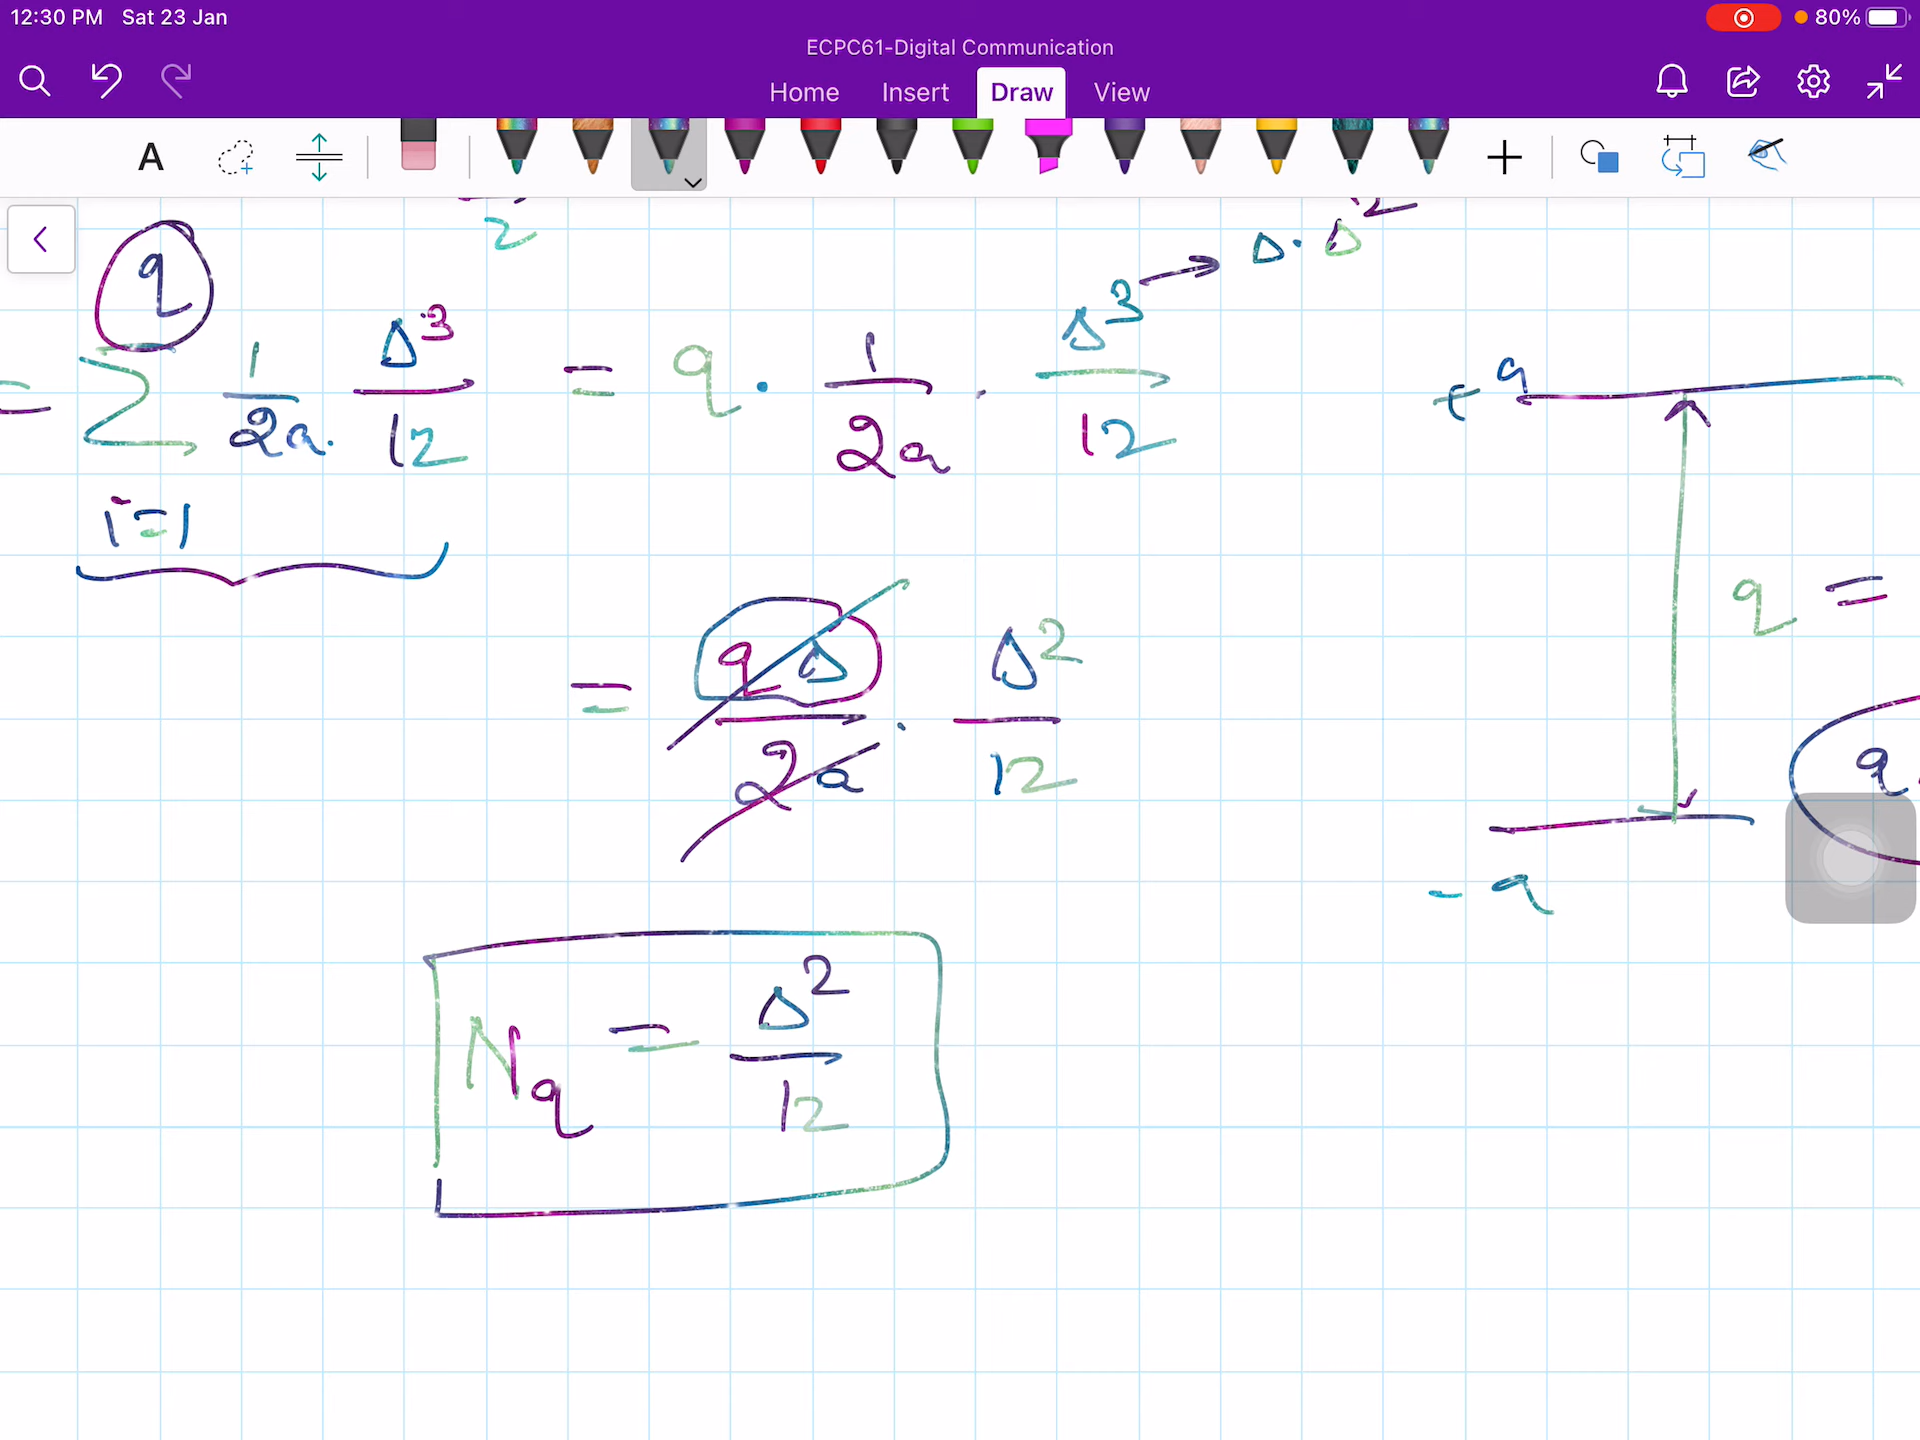 12:30 PM Sat 23 Jan
80%
ECPC61-Digital Communication
Home Insert Draw View
A
2
Δ · Δ²
= q∑i=1 1/2a · Δ³/12 = q · 1/2a · Δ³/12
+a
= qΔ/2a · Δ²/12
q =
q
-a
Nq = Δ²/12